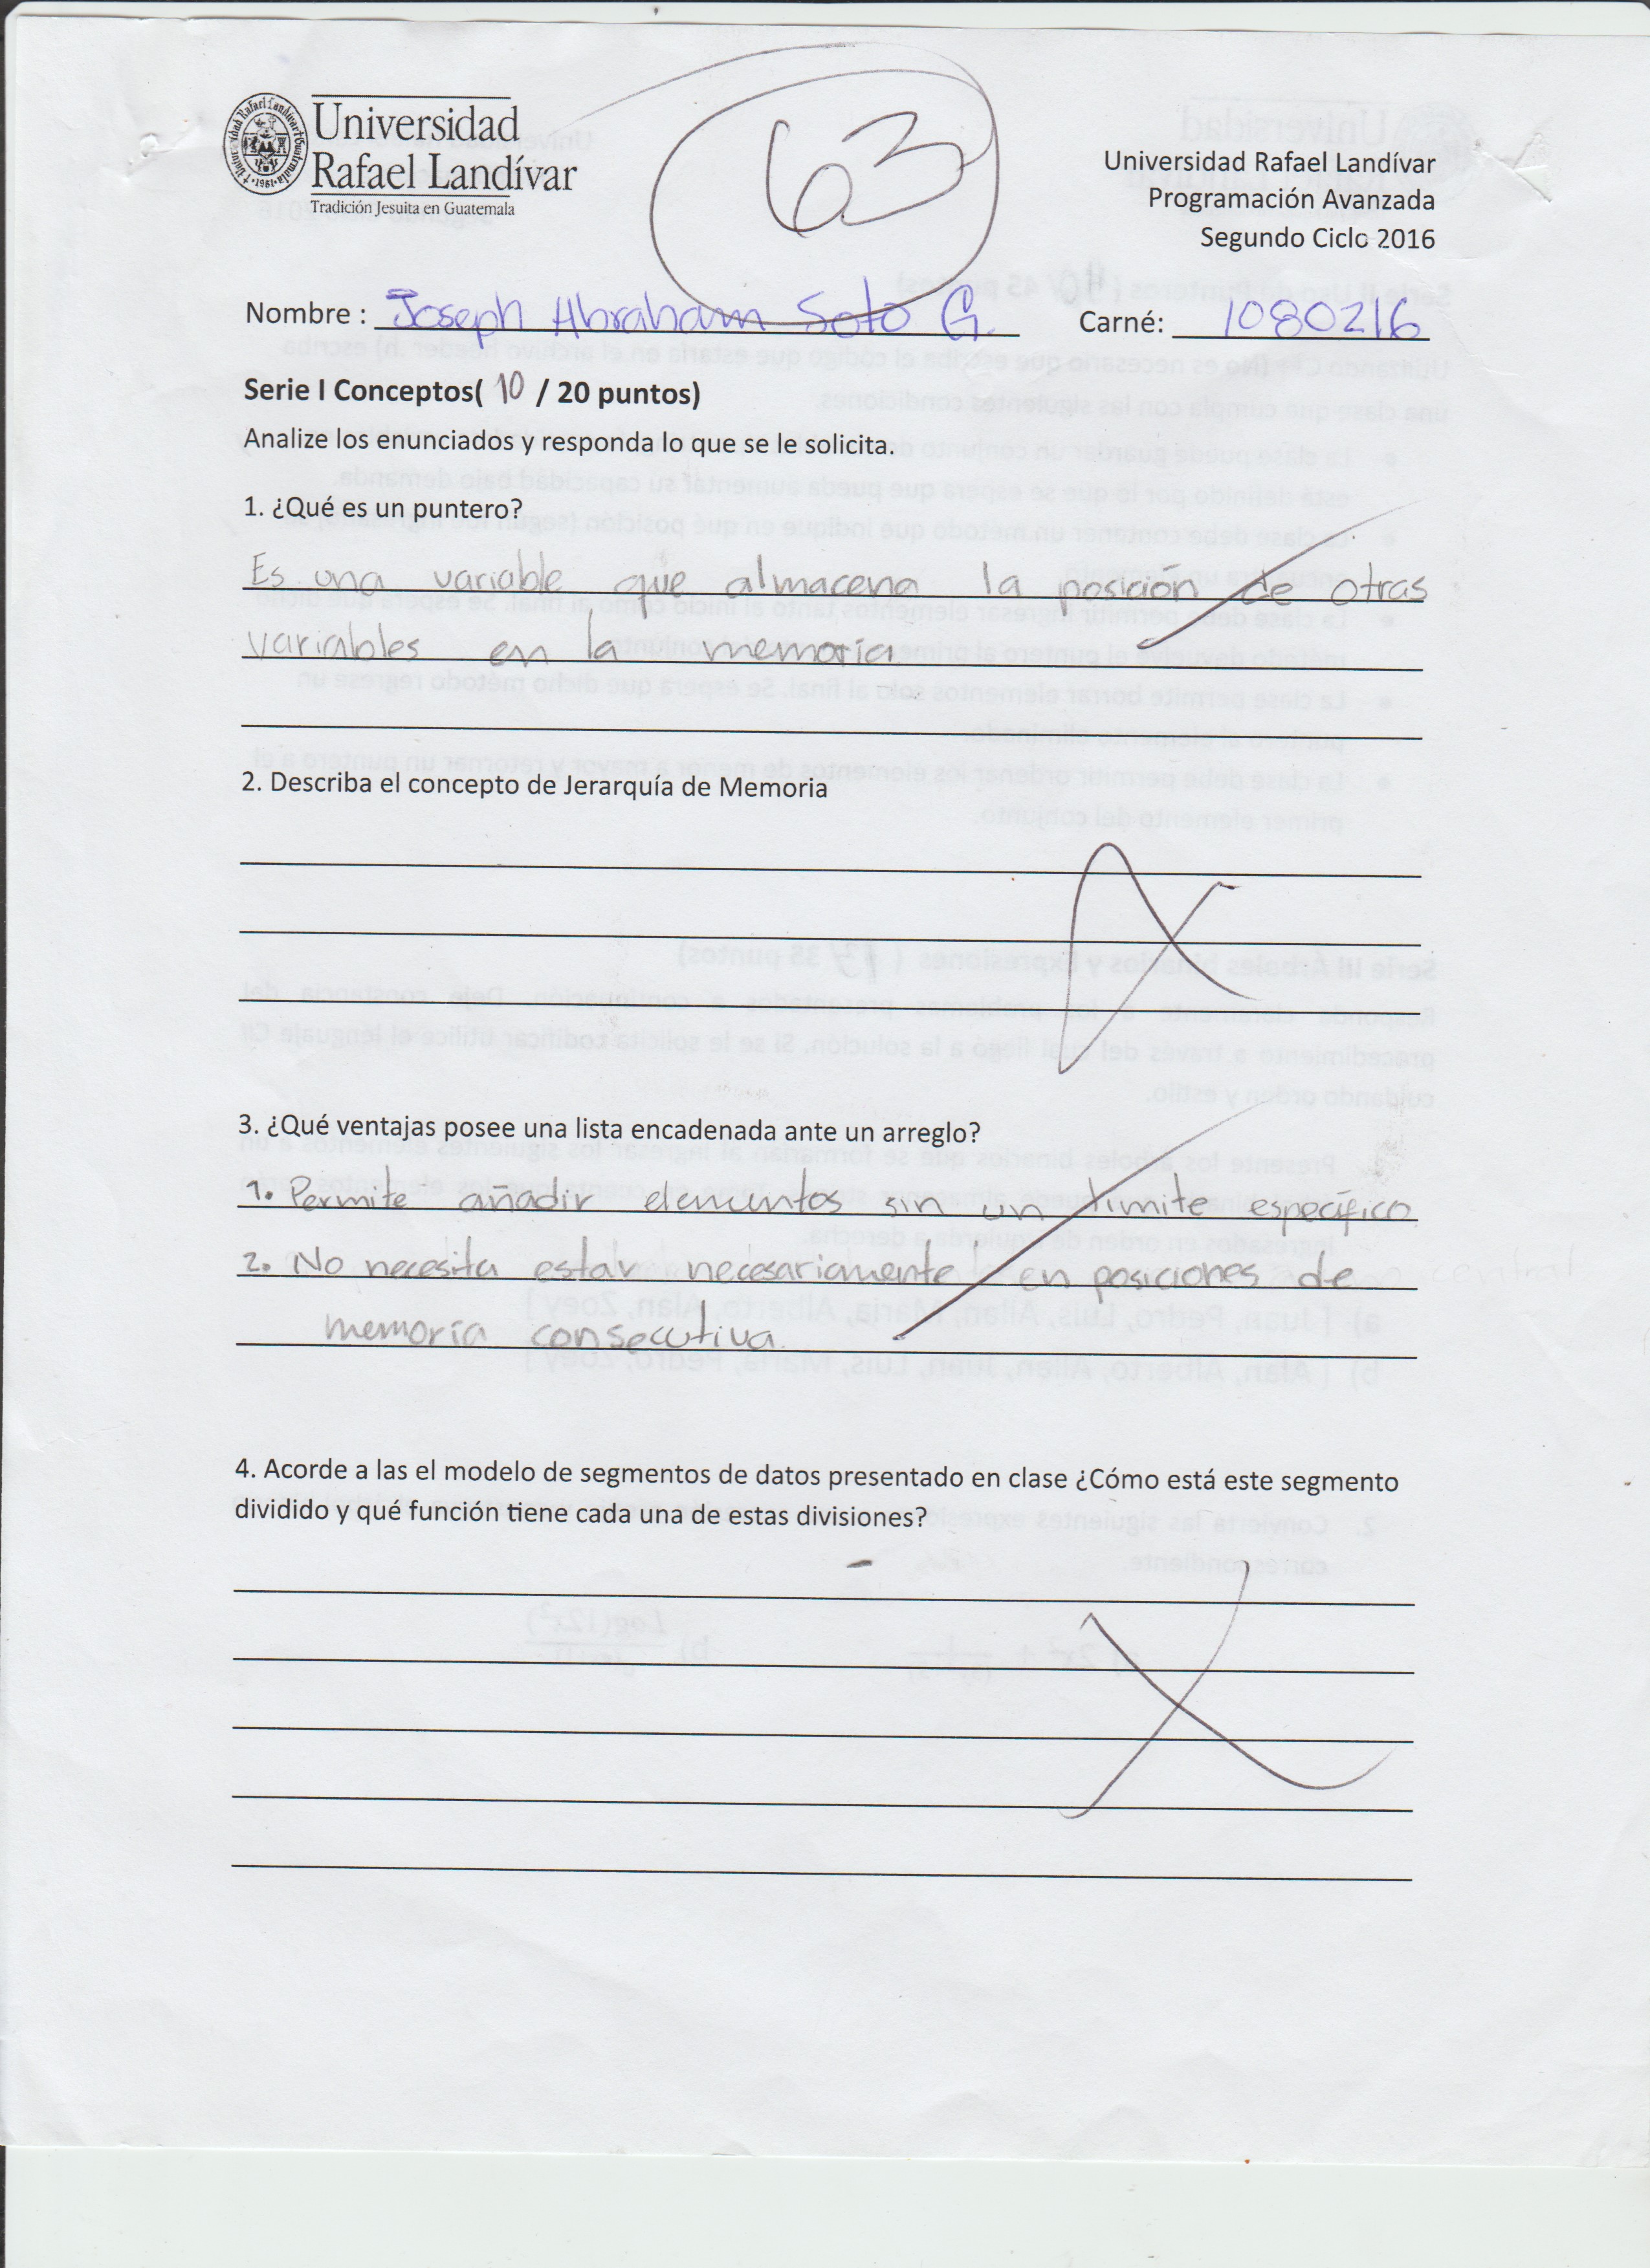 Universidad
Rafael Landívar
Tradición Jesuita en Guatemala
63
Universidad Rafael Landívar
Programación Avanzada
Segundo Ciclo 2016
Nombre : Joseph Abraham Soto G. Carné: 1080216
Serie I Conceptos( 10 / 20 puntos)
Analize los enunciados y responda lo que se le solicita.
1. ¿Qué es un puntero?
Es una variable que almacena la posición de otras
variables en la memoria.
2. Describa el concepto de Jerarquía de Memoria
3. ¿Qué ventajas posee una lista encadenada ante un arreglo?
1. Permite añadir elementos sin un límite específico.
2. No necesita estar necesariamente en posiciones de
memoria consecutiva.
4. Acorde a las el modelo de segmentos de datos presentado en clase ¿Cómo está este segmento
dividido y qué función tiene cada una de estas divisiones?